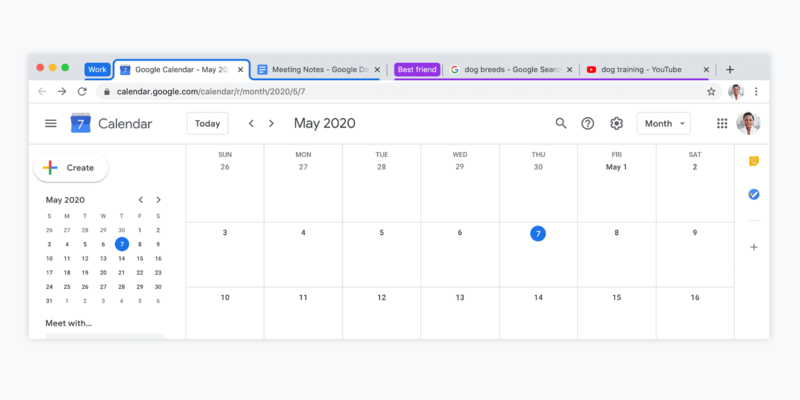 Work
Google Calendar - May 20
Meeting Notes - Google Do
Best friend
dog breeds - Google Searc
dog training - YouTube
calendar.google.com/calendar/r/month/2020/5/7
7 Calendar
Today
May 2020
Month
Create
May 2020
S M T W T F S
26 27 28 29 30 1 2
3 4 5 6 7 8 9
10 11 12 13 14 15 16
17 18 19 20 21 22 23
24 25 26 27 28 29 30
31 1 2 3 4 5 6
Meet with...
SUN MON TUE WED THU FRI SAT
26 27 28 29 30 May 1 2
3 4 5 6 7 8 9
10 11 12 13 14 15 16